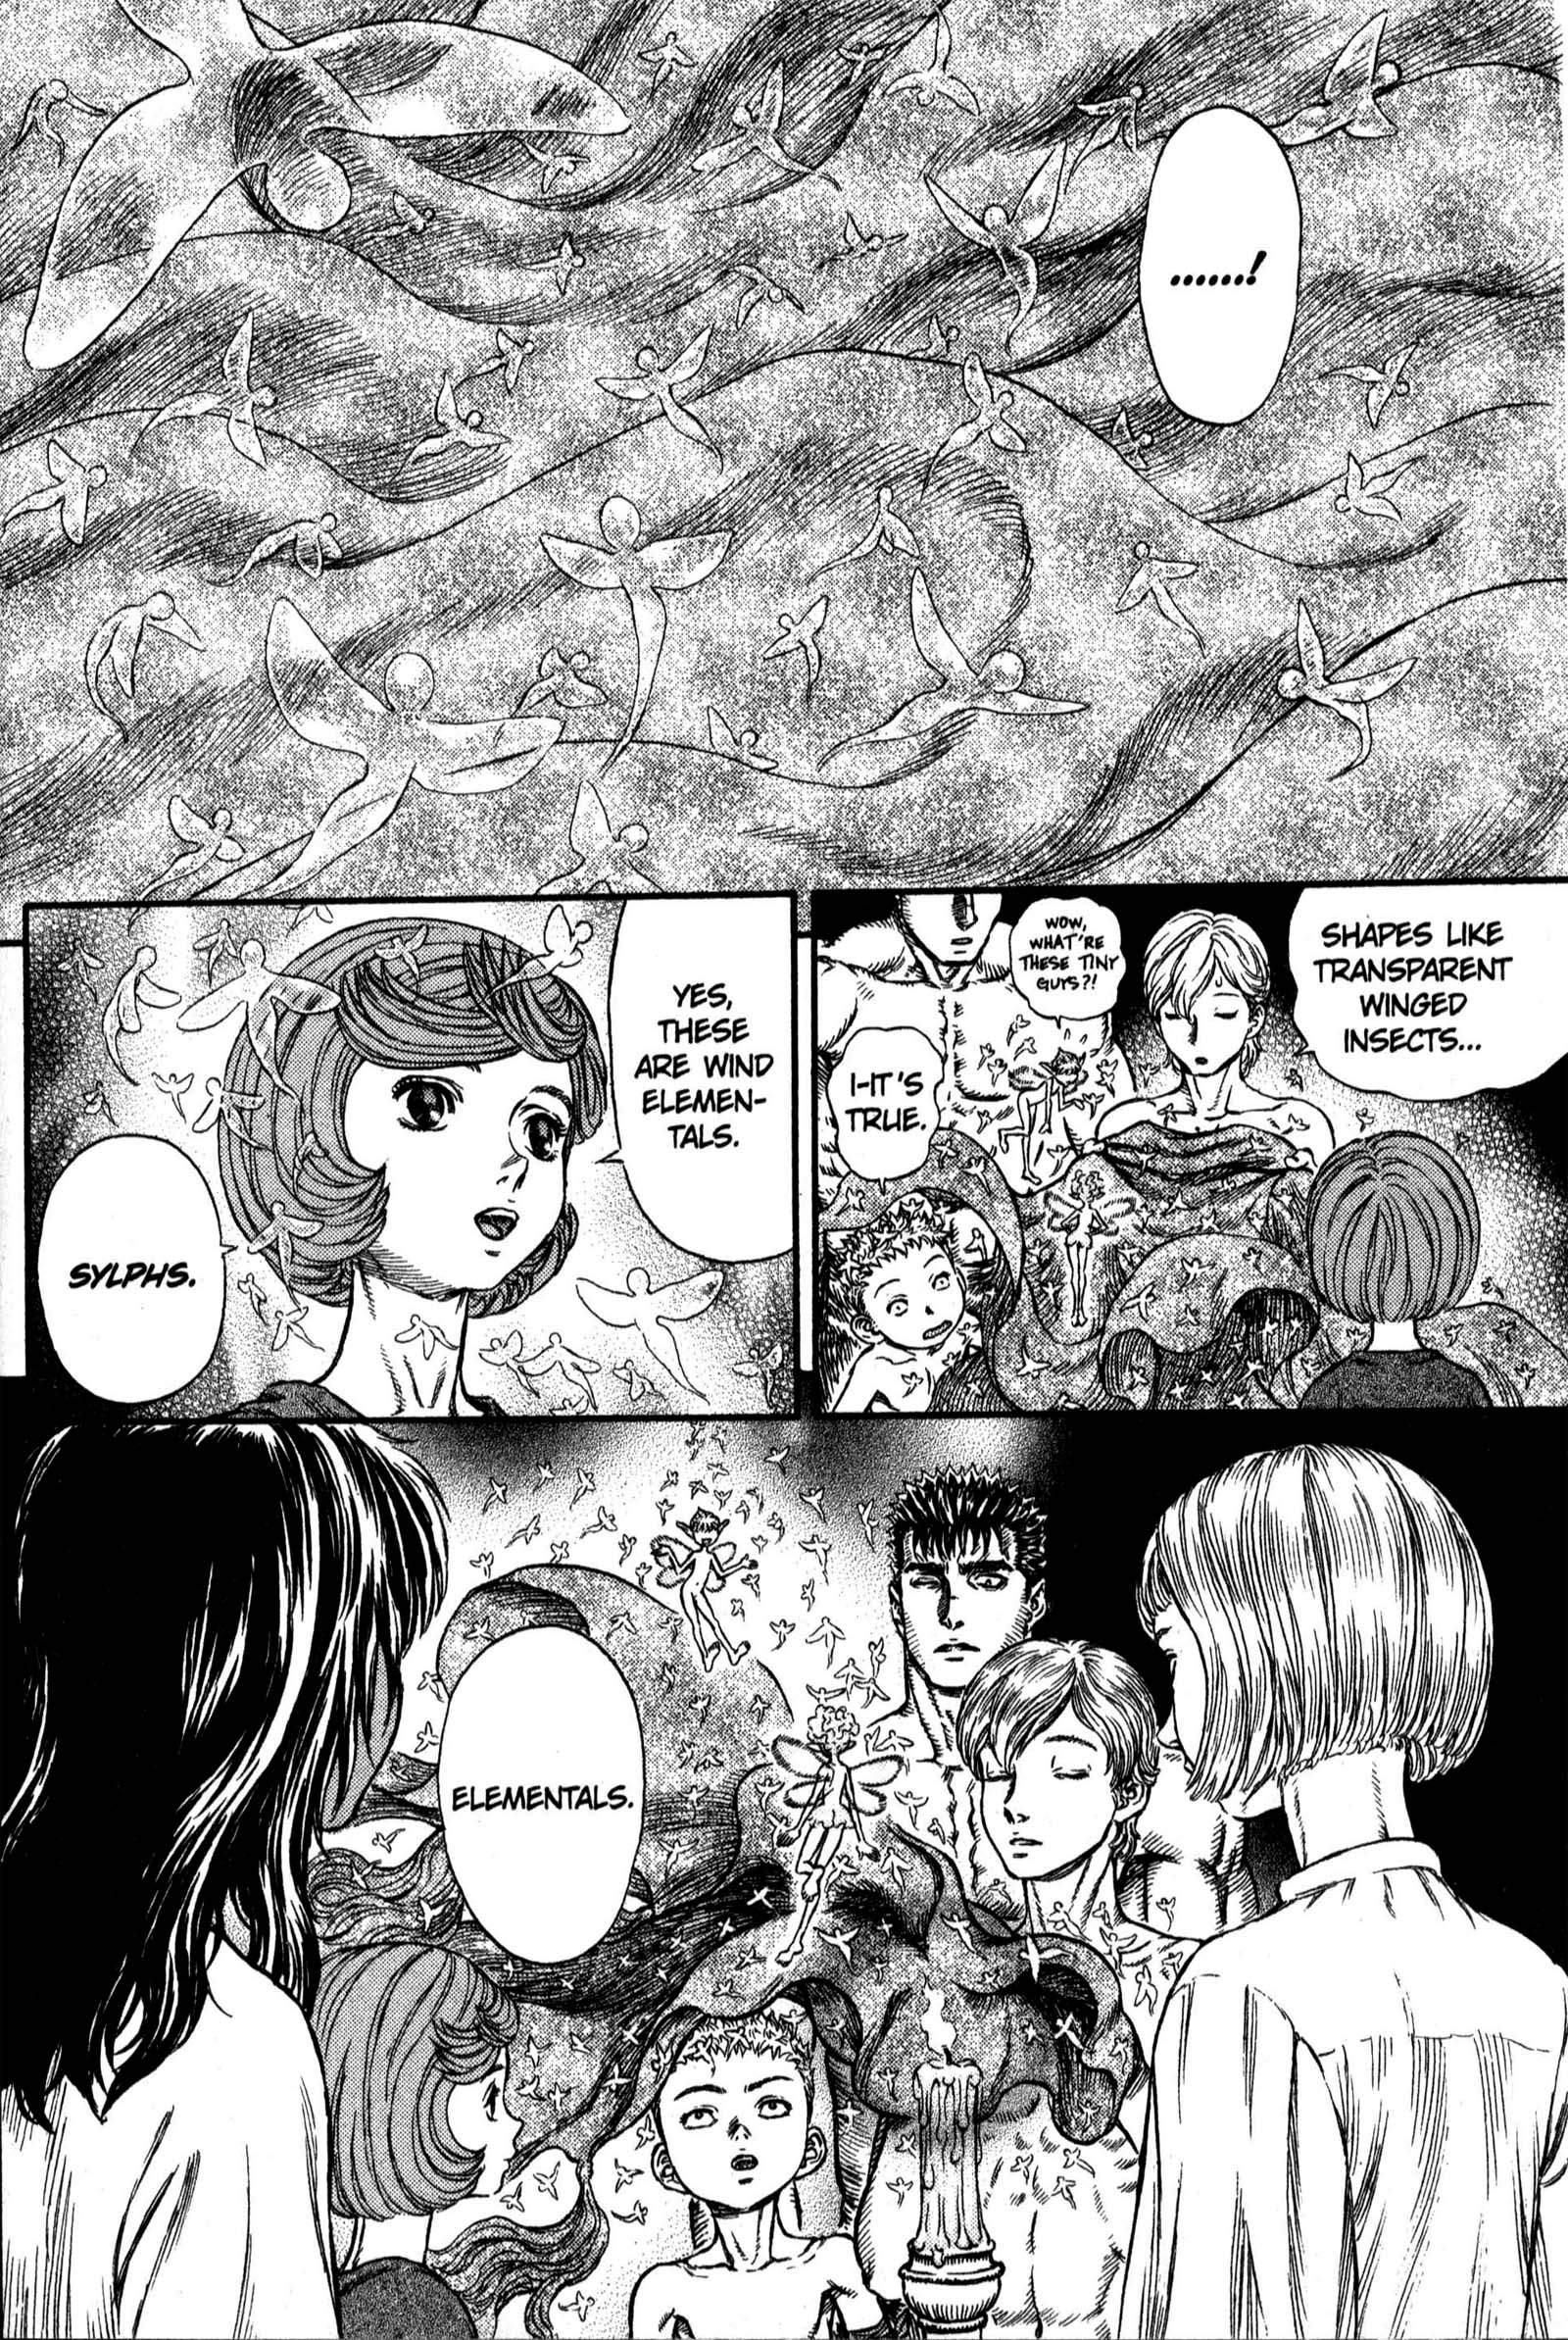 ......!
SHAPES LIKE
TRANSPARENT
WINGED
INSECTS...
WOW,
WHAT'RE
THESE TINY
GUYS?!
I-IT'S
TRUE.
YES,
THESE
ARE WIND
ELEMEN-
TALS.
SYLPHS.
ELEMENTALS.